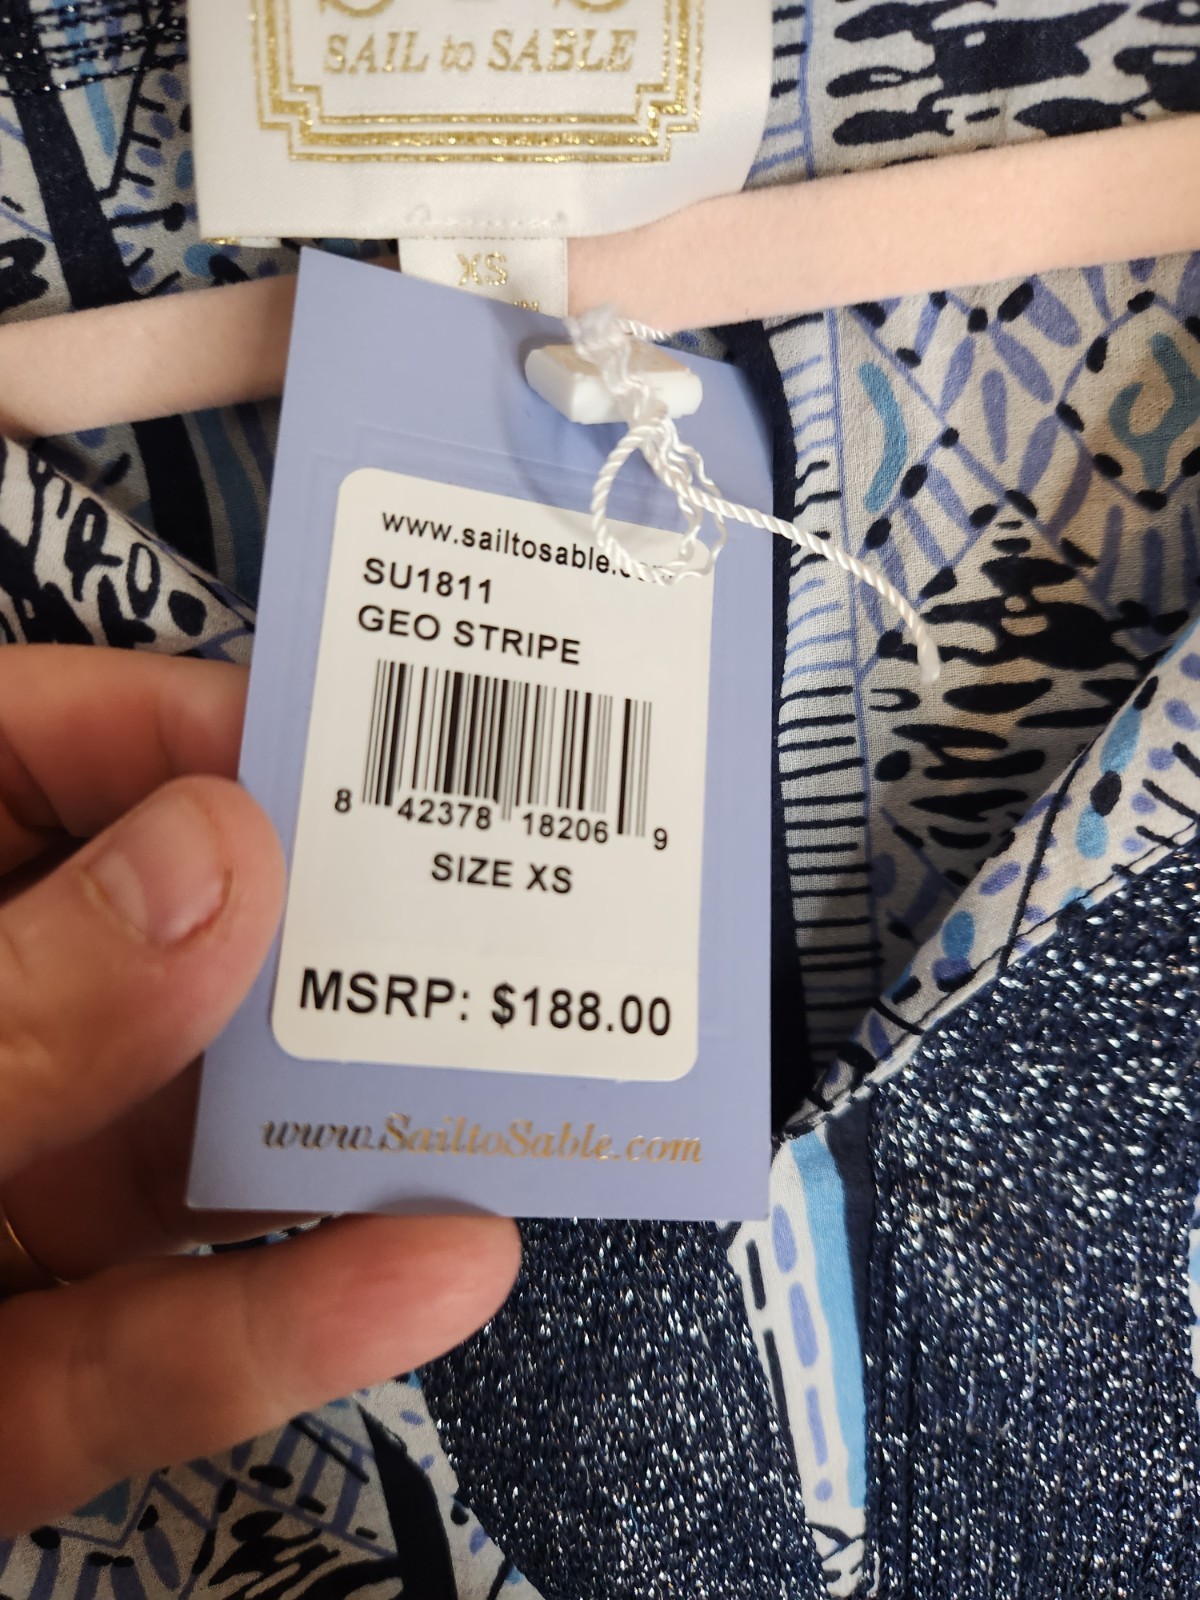 SAIL to SABLE
XS
www.sailtosable.com
SU1811
GEO STRIPE
8 42378 18206 9
SIZE XS
MSRP: $188.00
www.SailtoSable.com